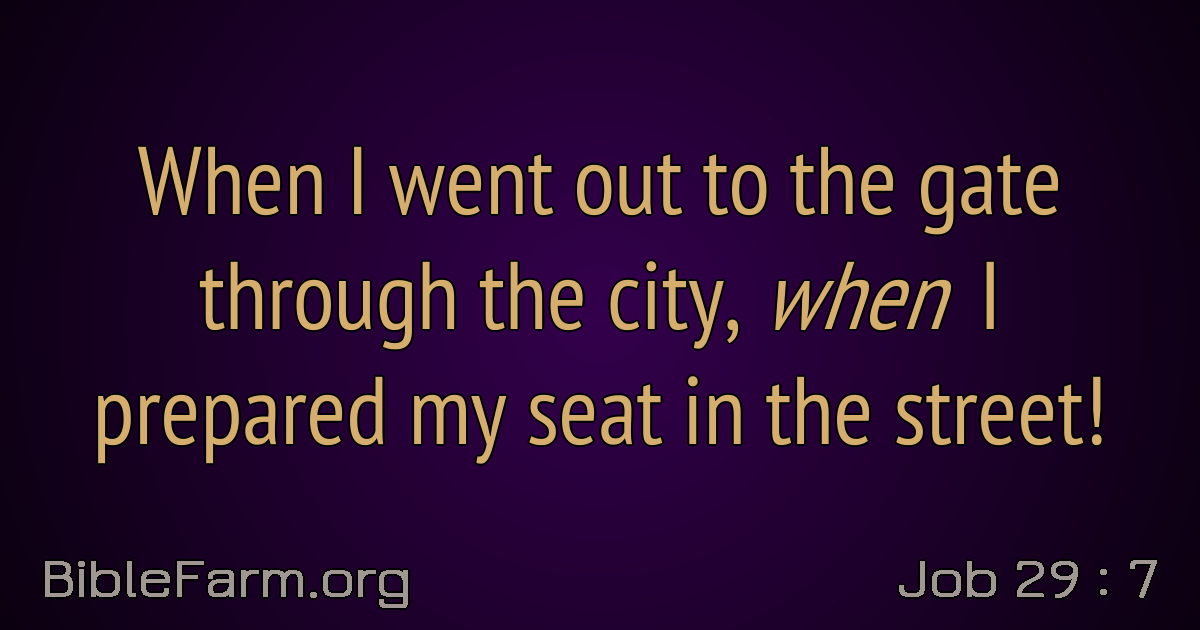 When I went out to the gate
through the city, when I
prepared my seat in the street!
BibleFarm.org
Job 29 : 7